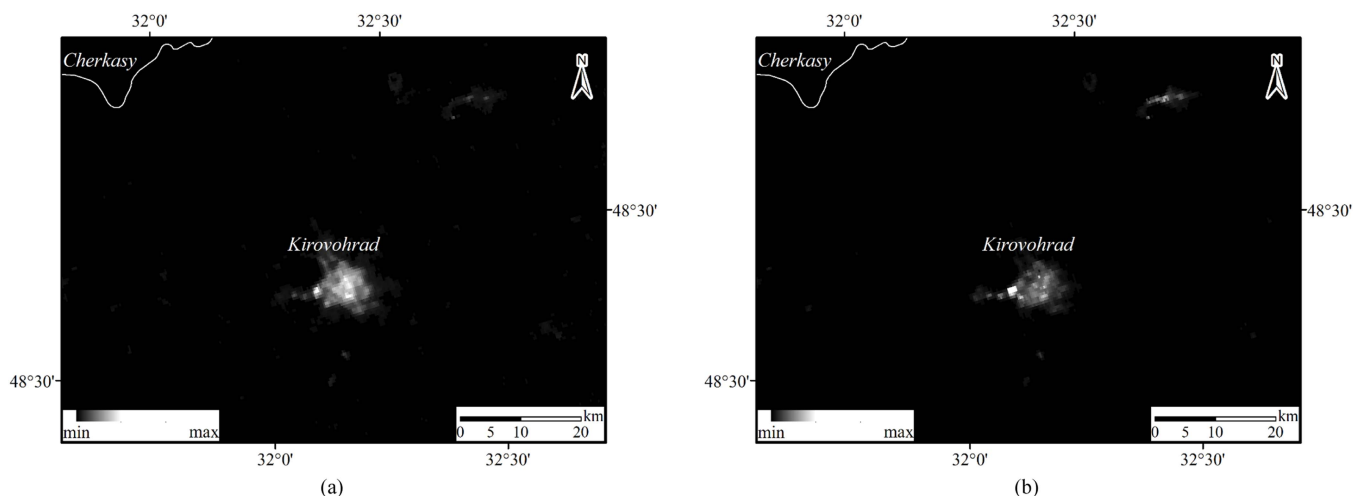 32°0' 32°30' 32°0' 32°30'
Cherkasy N Cherkasy N
48°30' 48°30'
Kirovohrad Kirovohrad
48°30' 48°30'
min max km min max km
0 5 10 20 0 5 10 20
32°0' 32°30' 32°0' 32°30'
(a) (b)